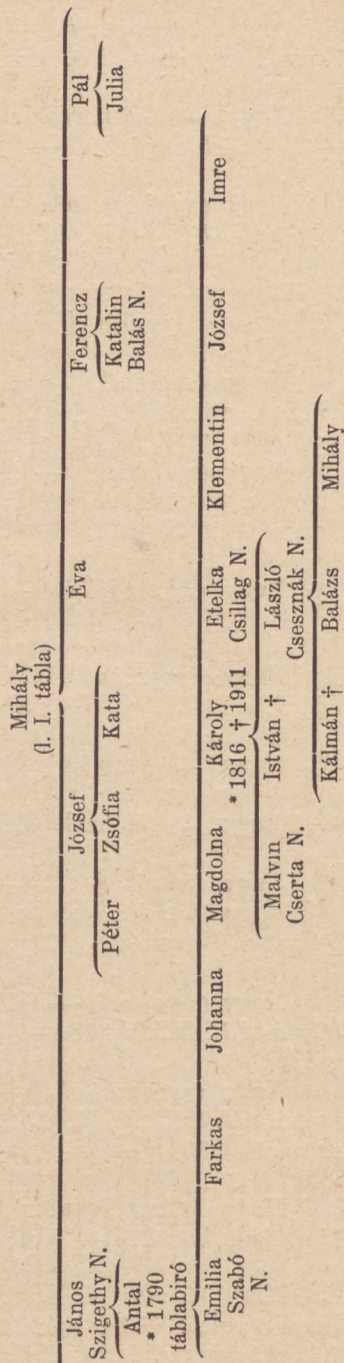 Mihály
(l. I. tábla)
János
Szigethy N.
József
Éva
Ferencz
Pál
Antal
* 1790
táblabiró
Péter
Zsófia
Kata
Katalin
Balás N.
Julia
Emilia
Szabó
N.
Farkas
Johanna
Magdolna
Károly
* 1816 † 1911
Etelka
Csillag N.
Klementin
József
Imre
Malvin
Cserta N.
István †
László
Csesznák N.
Kálmán †
Balázs
Mihály